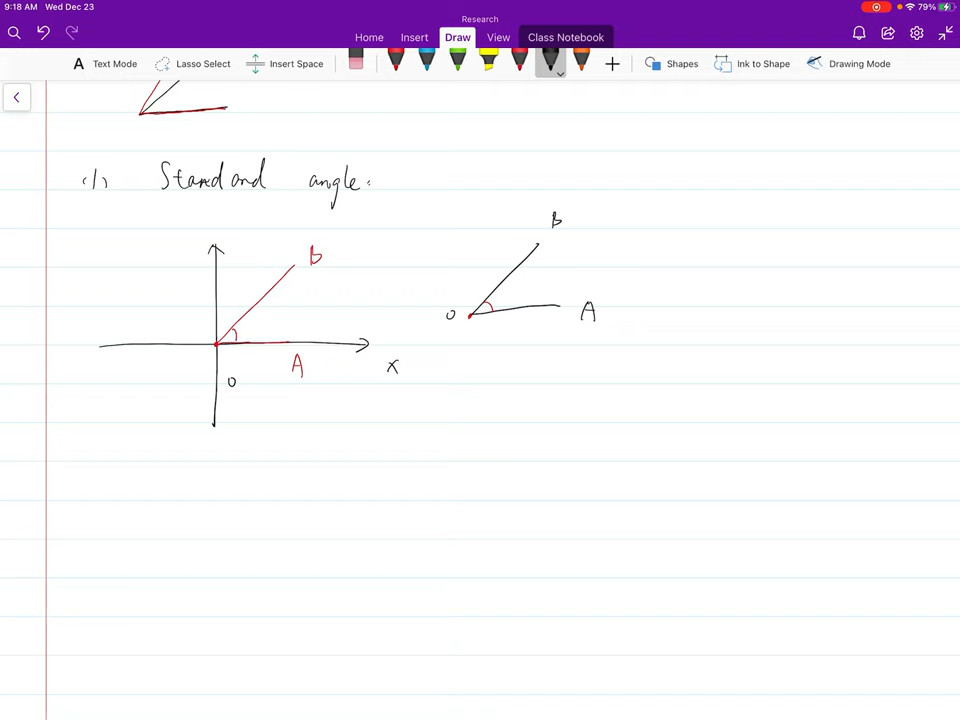 9:18 AM Wed Dec 23
79%
Research
Home Insert Draw View Class Notebook
A Text Mode Lasso Select Insert Space Shapes Ink to Shape Drawing Mode
(1) Standard angle:
B
B
O A
A x
O